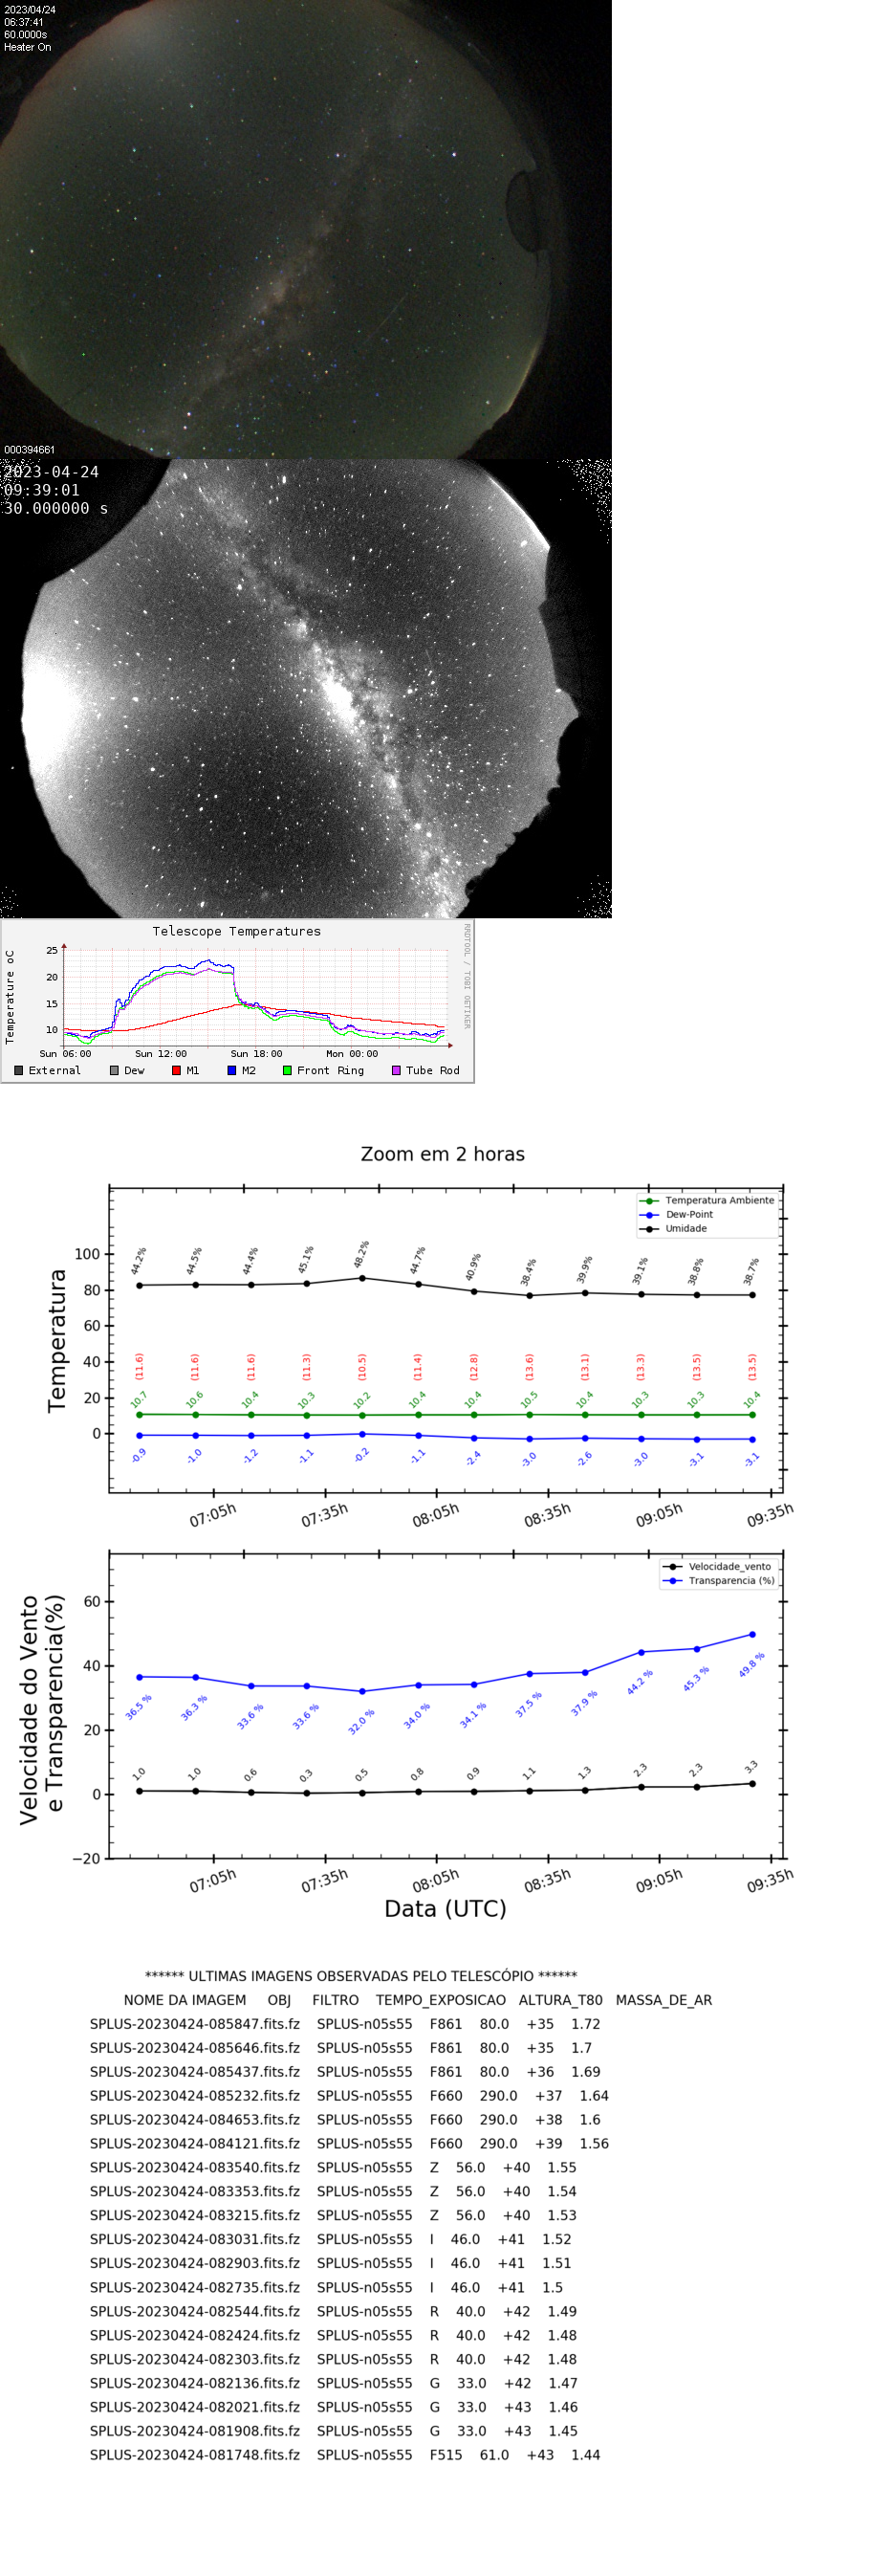 2023/04/24
06:37:41
60.0000s
Heater On
000394661
2023-04-24
09:39:01
30.000000 s
Telescope Temperatures
RRDTOOL / TOBI OETIKER
Temperature oC
25
20
15
10
Sun 06:00 Sun 12:00 Sun 18:00 Mon 00:00
External Dew M1 M2 Front Ring Tube Rod
Zoom em 2 horas
Temperatura Ambiente
Dew-Point
Umidade
Temperatura
100
80
60
40
20
0
44.2% 44.5% 44.4% 45.1% 48.2% 44.7% 40.9% 38.4% 39.9% 39.1% 38.8% 38.7%
(11.6) (11.6) (11.6) (11.3) (10.5) (11.4) (12.8) (13.6) (13.1) (13.3) (13.5) (13.5)
10.7 10.6 10.4 10.3 10.2 10.4 10.4 10.5 10.4 10.3 10.3 10.4
-0.9 -1.0 -1.2 -1.1 -0.2 -1.1 -2.4 -3.0 -2.6 -3.0 -3.1 -3.1
07:05h 07:35h 08:05h 08:35h 09:05h 09:35h
Velocidade_vento
Transparencia (%)
Velocidade do Vento
e Transparencia(%)
60
40
20
0
−20
36.5 % 36.3 % 33.6 % 33.6 % 32.0 % 34.0 % 34.1 % 37.5 % 37.9 % 44.2 % 45.3 % 49.8 %
1.0 1.0 0.6 0.3 0.5 0.8 0.9 1.1 1.3 2.3 2.3 3.3
07:05h 07:35h 08:05h 08:35h 09:05h 09:35h
Data (UTC)
****** ULTIMAS IMAGENS OBSERVADAS PELO TELESCÓPIO ******
NOME DA IMAGEM OBJ FILTRO TEMPO_EXPOSICAO ALTURA_T80 MASSA_DE_AR
SPLUS-20230424-085847.fits.fz SPLUS-n05s55 F861 80.0 +35 1.72
SPLUS-20230424-085646.fits.fz SPLUS-n05s55 F861 80.0 +35 1.7
SPLUS-20230424-085437.fits.fz SPLUS-n05s55 F861 80.0 +36 1.69
SPLUS-20230424-085232.fits.fz SPLUS-n05s55 F660 290.0 +37 1.64
SPLUS-20230424-084653.fits.fz SPLUS-n05s55 F660 290.0 +38 1.6
SPLUS-20230424-084121.fits.fz SPLUS-n05s55 F660 290.0 +39 1.56
SPLUS-20230424-083540.fits.fz SPLUS-n05s55 Z 56.0 +40 1.55
SPLUS-20230424-083353.fits.fz SPLUS-n05s55 Z 56.0 +40 1.54
SPLUS-20230424-083215.fits.fz SPLUS-n05s55 Z 56.0 +40 1.53
SPLUS-20230424-083031.fits.fz SPLUS-n05s55 I 46.0 +41 1.52
SPLUS-20230424-082903.fits.fz SPLUS-n05s55 I 46.0 +41 1.51
SPLUS-20230424-082735.fits.fz SPLUS-n05s55 I 46.0 +41 1.5
SPLUS-20230424-082544.fits.fz SPLUS-n05s55 R 40.0 +42 1.49
SPLUS-20230424-082424.fits.fz SPLUS-n05s55 R 40.0 +42 1.48
SPLUS-20230424-082303.fits.fz SPLUS-n05s55 R 40.0 +42 1.48
SPLUS-20230424-082136.fits.fz SPLUS-n05s55 G 33.0 +42 1.47
SPLUS-20230424-082021.fits.fz SPLUS-n05s55 G 33.0 +43 1.46
SPLUS-20230424-081908.fits.fz SPLUS-n05s55 G 33.0 +43 1.45
SPLUS-20230424-081748.fits.fz SPLUS-n05s55 F515 61.0 +43 1.44